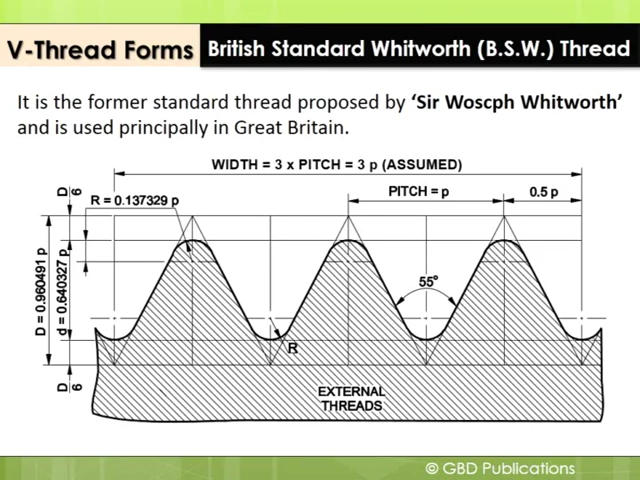 V-Thread Forms
British Standard Whitworth (B.S.W.) Thread
It is the former standard thread proposed by ‘Sir Woscph Whitworth’
and is used principally in Great Britain.
WIDTH = 3 x PITCH = 3 p (ASSUMED)
D
6
R = 0.137329 p
PITCH = p
0.5 p
D = 0.960491 p
d = 0.640327 p
55°
R
D
6
EXTERNAL
THREADS
© GBD Publications